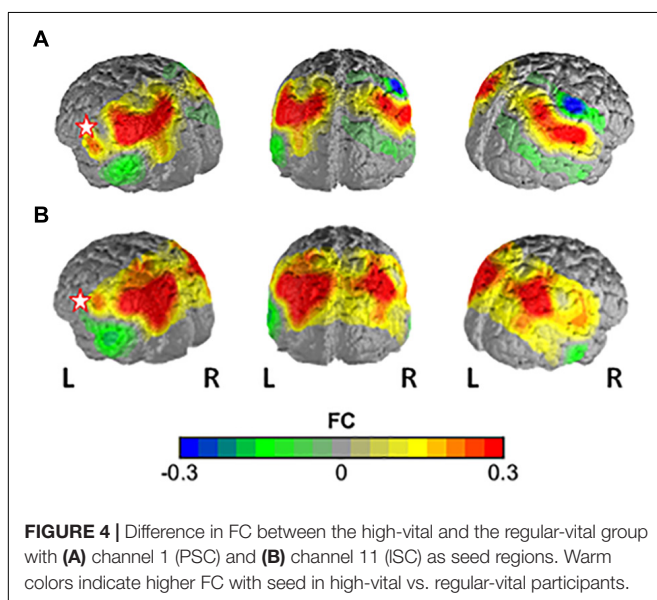 A
B
L R L R L R
FC
-0.3 0 0.3
FIGURE 4 | Difference in FC between the high-vital and the regular-vital group
with (A) channel 1 (PSC) and (B) channel 11 (ISC) as seed regions. Warm
colors indicate higher FC with seed in high-vital vs. regular-vital participants.